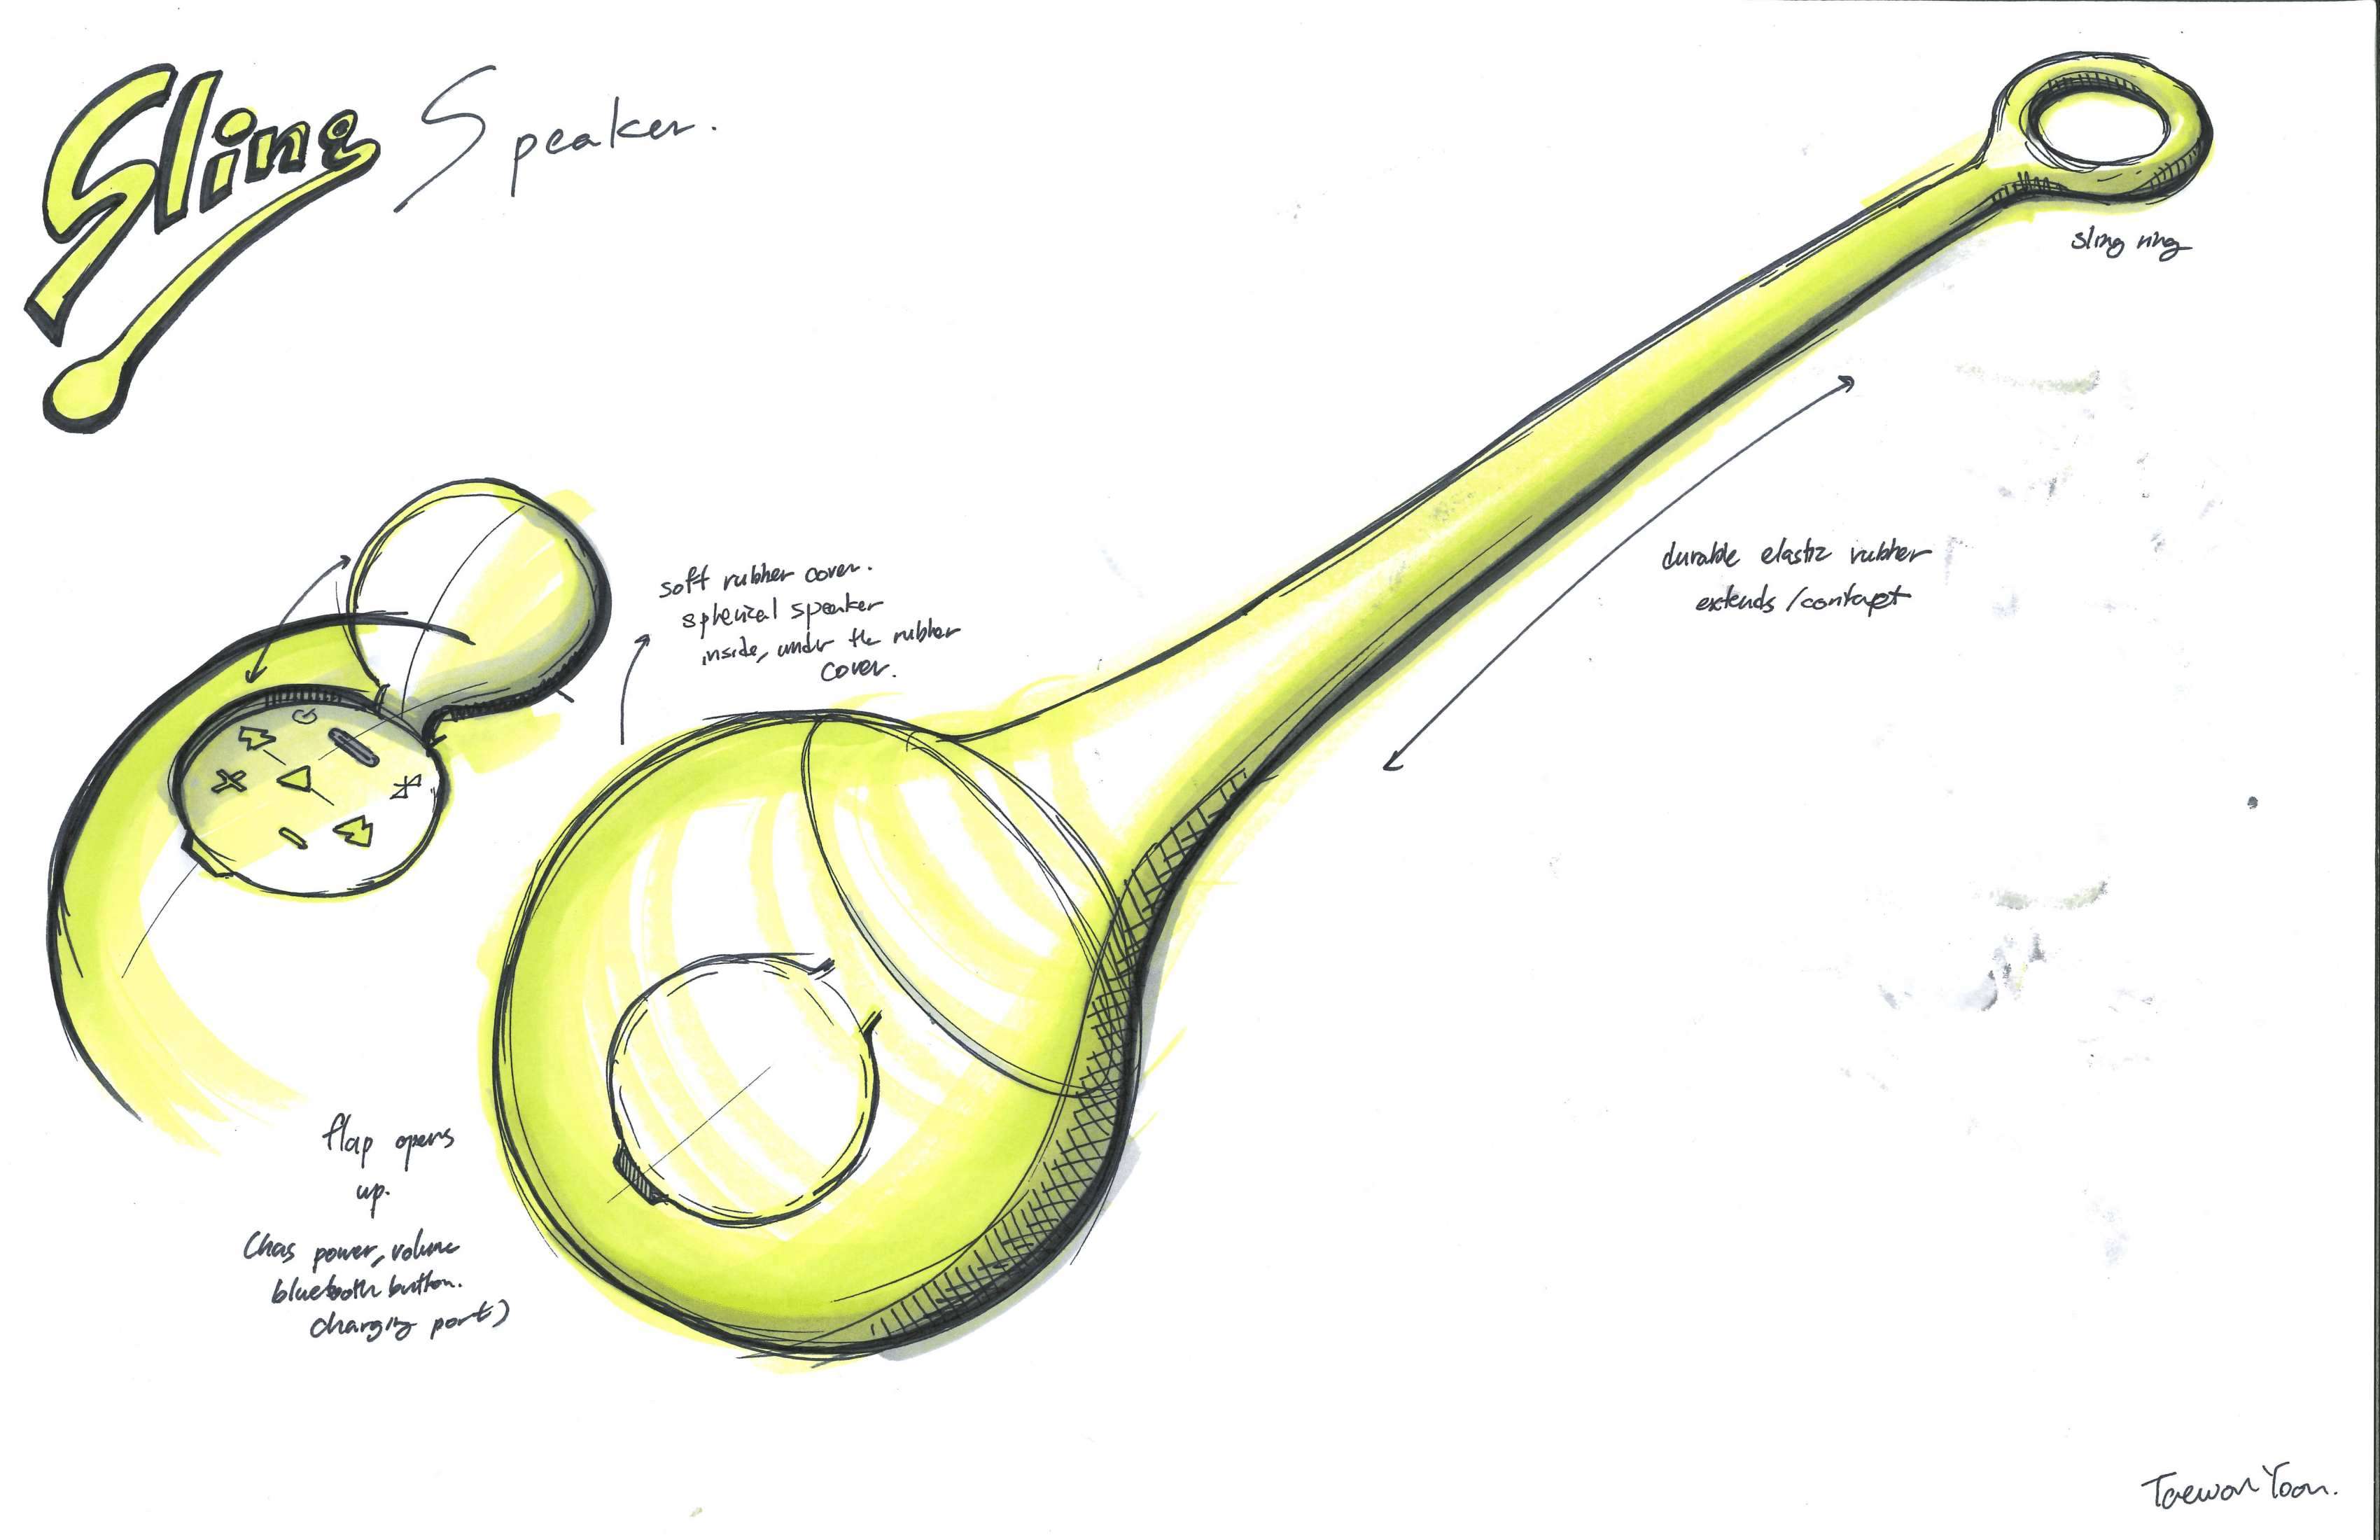 Sling Speaker.
sling ring
durable elastic rubber
extends /contract
soft rubber cover.
spherical speaker
inside, under the rubber
cover.
flap opens
up.
(has power, volume
bluetooth button.
charging port)
Taewon Yoon.